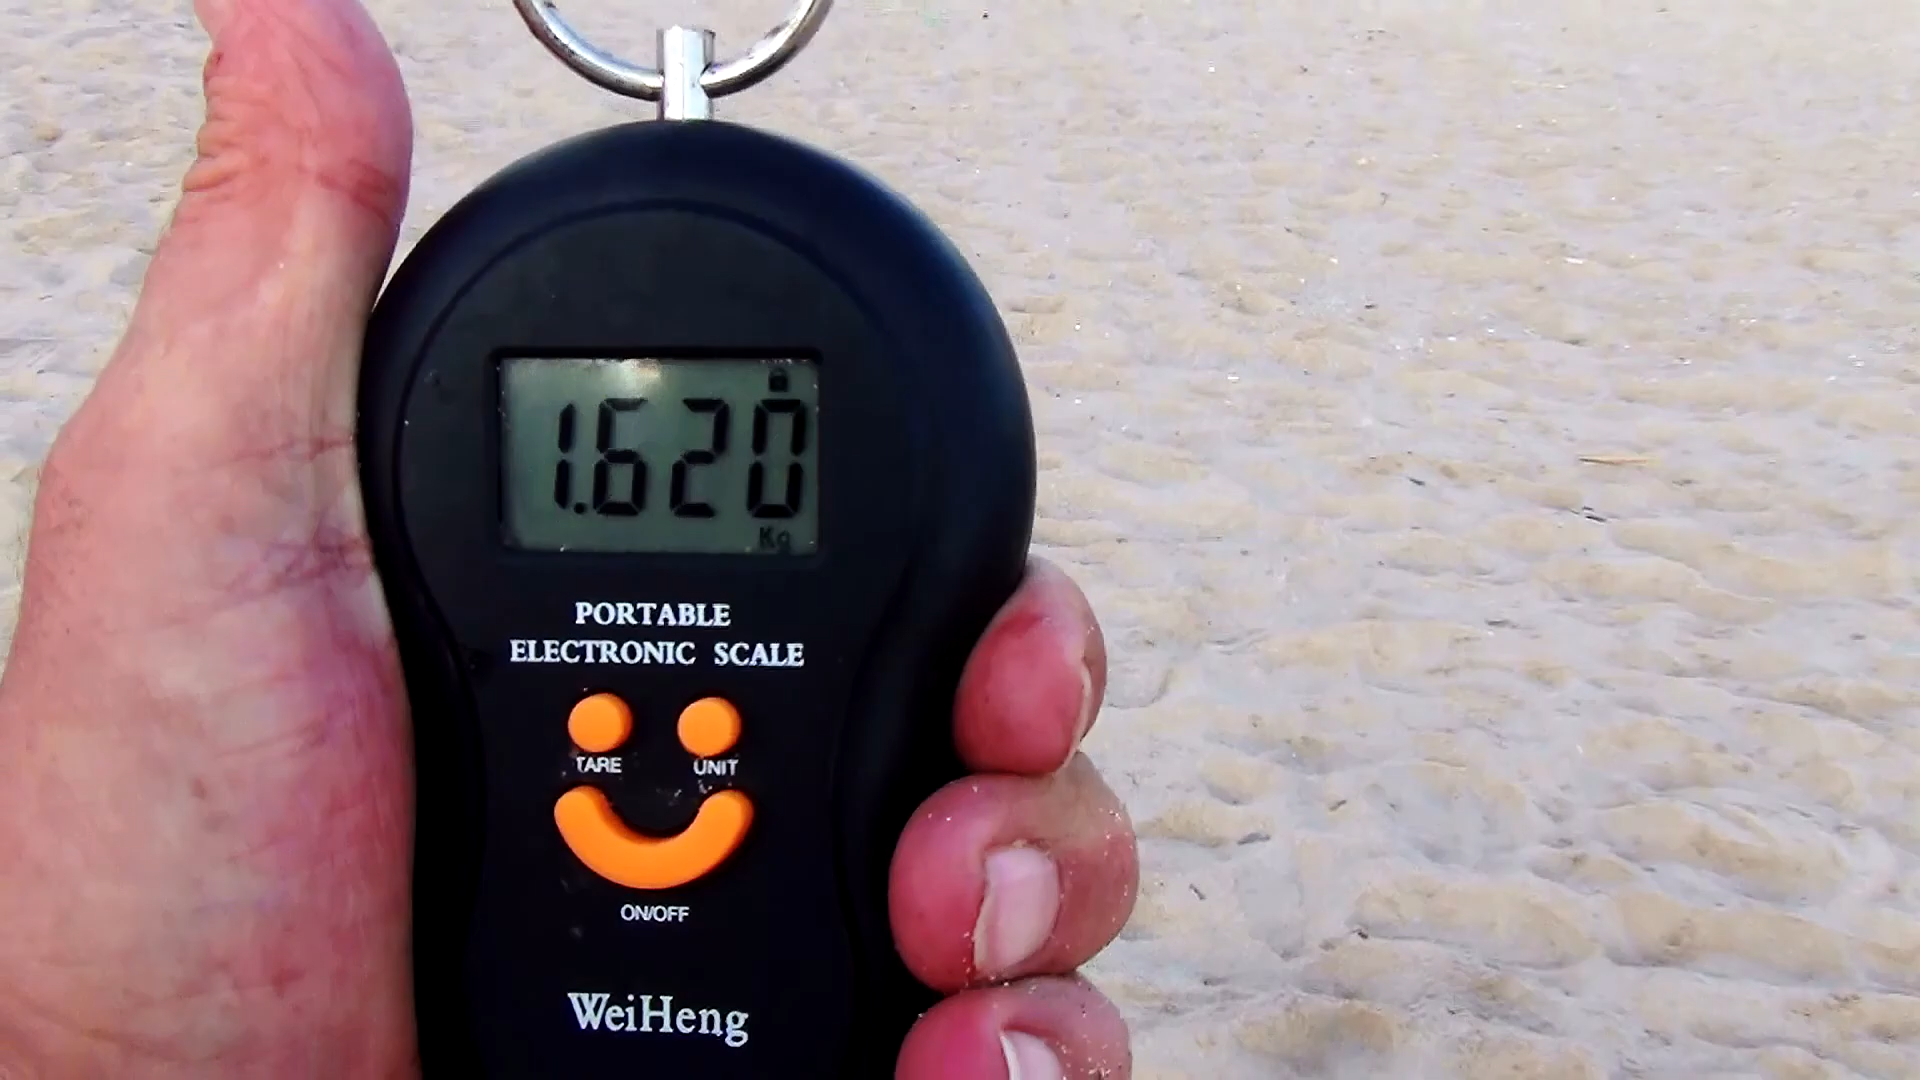 1.620
Kg
PORTABLE
ELECTRONIC SCALE
TARE UNIT
ON/OFF
WeiHeng